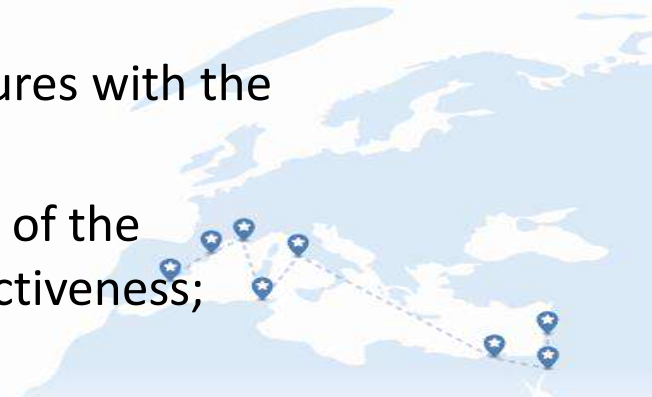 ures with the
of the
ctiveness;